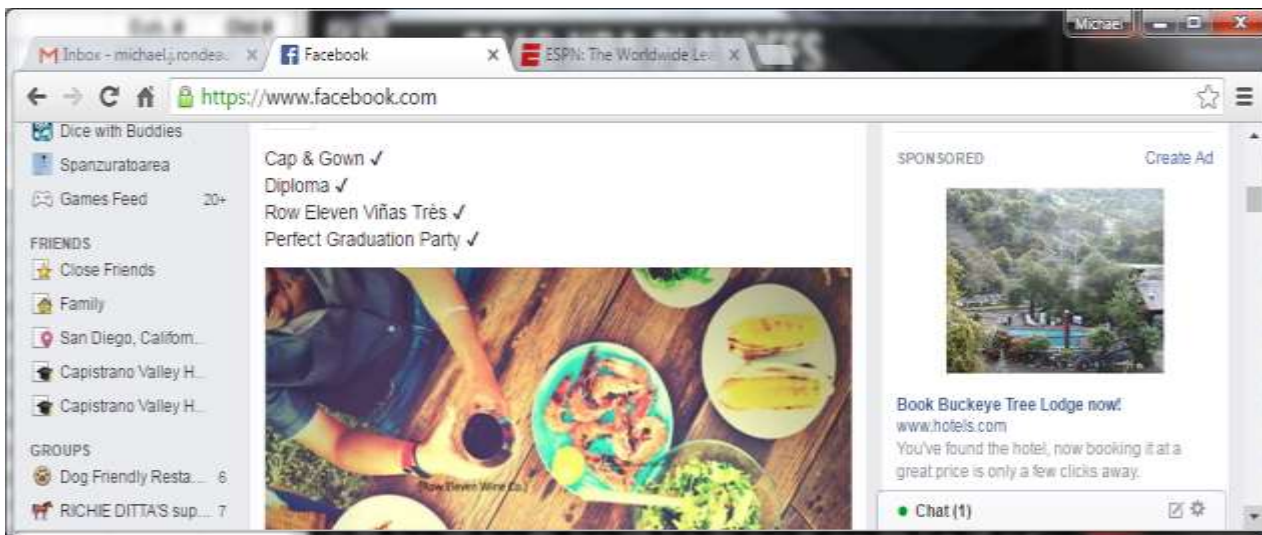 Michael
Inbox - michael.j.rondeau
Facebook
ESPN: The Worldwide Lea
https://www.facebook.com
Dice with Buddies
Spanzuratoarea
Games Feed 20+
FRIENDS
Close Friends
Family
San Diego, Californ...
Capistrano Valley H...
Capistrano Valley H...
GROUPS
Dog Friendly Resta... 6
RICHIE DITTA'S sup... 7
Cap & Gown ✓
Diploma ✓
Row Eleven Viñas Très ✓
Perfect Graduation Party ✓
(Row Eleven Wine Co.)
SPONSORED Create Ad
Book Buckeye Tree Lodge now!
www.hotels.com
You've found the hotel, now booking it at a
great price is only a few clicks away.
Chat (1)